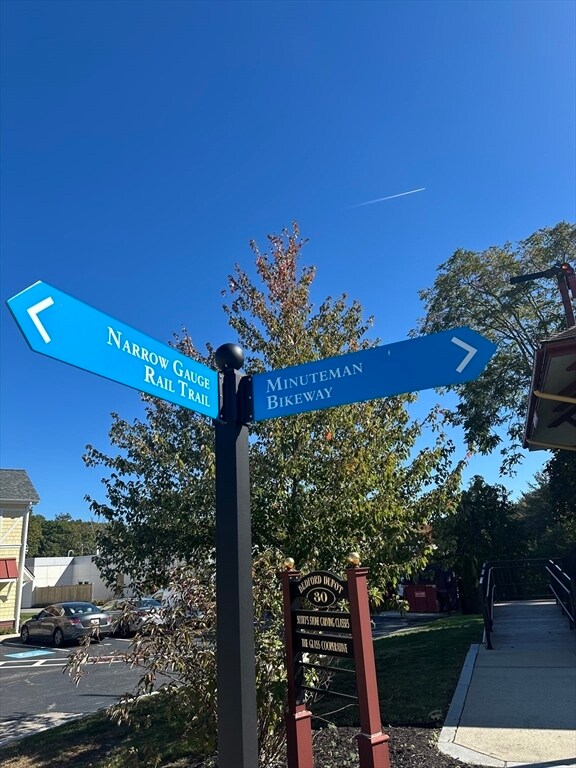 Narrow Gauge
Rail Trail
Minuteman
Bikeway
Bedford Depot
80
Stone Carving Classes
The Glass Cooperative